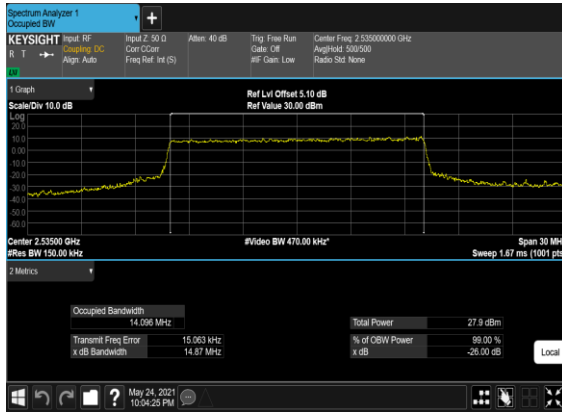 Spectrum Analyzer 1
Occupied BW
KEYSIGHT Input: RF Input Z: 50 Ω Atten: 40 dB Trig: Free Run Center Freq: 2.535000000 GHz
R T Coupling: DC Corr CCorr Gate: Off Avg|Hold: 500/500
Align: Auto Freq Ref: Int (S) #IF Gain: Low Radio Std: None
LW
1 Graph
Ref Lvl Offset 5.10 dB
Scale/Div 10.0 dB Ref Value 30.00 dBm
Log
20.0
10.0
0.00
-10.0
-20.0
-30.0
-40.0
-50.0
-60.0
Center 2.53500 GHz #Video BW 470.00 kHz* Span 30 MH
#Res BW 150.00 kHz Sweep 1.67 ms (1001 pts
2 Metrics
Occupied Bandwidth
14.096 MHz Total Power 27.9 dBm
Transmit Freq Error 15.063 kHz % of OBW Power 99.00 %
x dB Bandwidth 14.87 MHz x dB -26.00 dB
Local
? May 24, 2021
10:04:25 PM